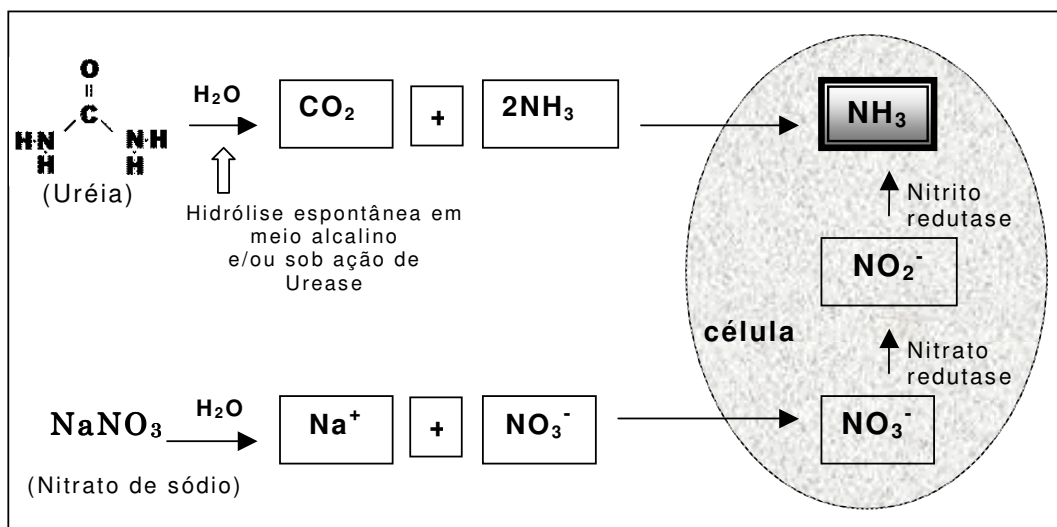 O
C
H-N N-H
H H
(Uréia)
H₂O
CO₂ + 2NH₃
NH₃
Hidrólise espontânea em
meio alcalino
e/ou sob ação de
Urease
Nitrito
redutase
NO₂⁻
célula
Nitrato
redutase
NaNO₃
H₂O
Na⁺ + NO₃⁻
NO₃⁻
(Nitrato de sódio)